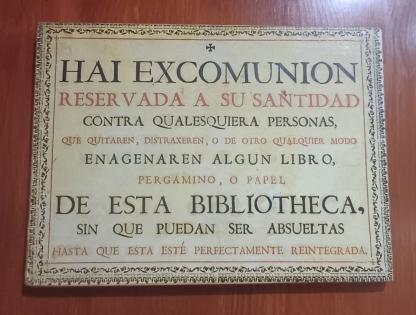 HAI EXCOMUNION
RESERVADA A SU SANTIDAD
CONTRA QUALESQUIERA PERSONAS,
QUE QUITAREN, DISTRAXEREN, O DE OTRO QUALQUIER MODO
ENAGENAREN ALGUN LIBRO,
PERGAMINO, O PAPEL
DE ESTA BIBLIOTHECA,
SIN QUE PUEDAN SER ABSUELTAS
HASTA QUE ESTA ESTÉ PERFECTAMENTE REINTEGRADA.